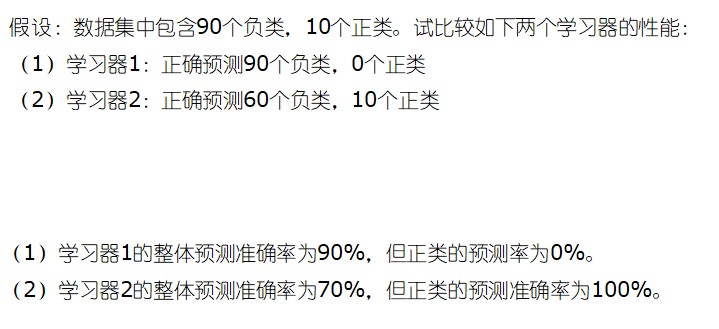 假设：数据集中包含90个负类，10个正类。试比较如下两个学习器的性能：
（1）学习器1：正确预测90个负类，0个正类
（2）学习器2：正确预测60个负类，10个正类
（1）学习器1的整体预测准确率为90%，但正类的预测率为0%。
（2）学习器2的整体预测准确率为70%，但正类的预测准确率为100%。